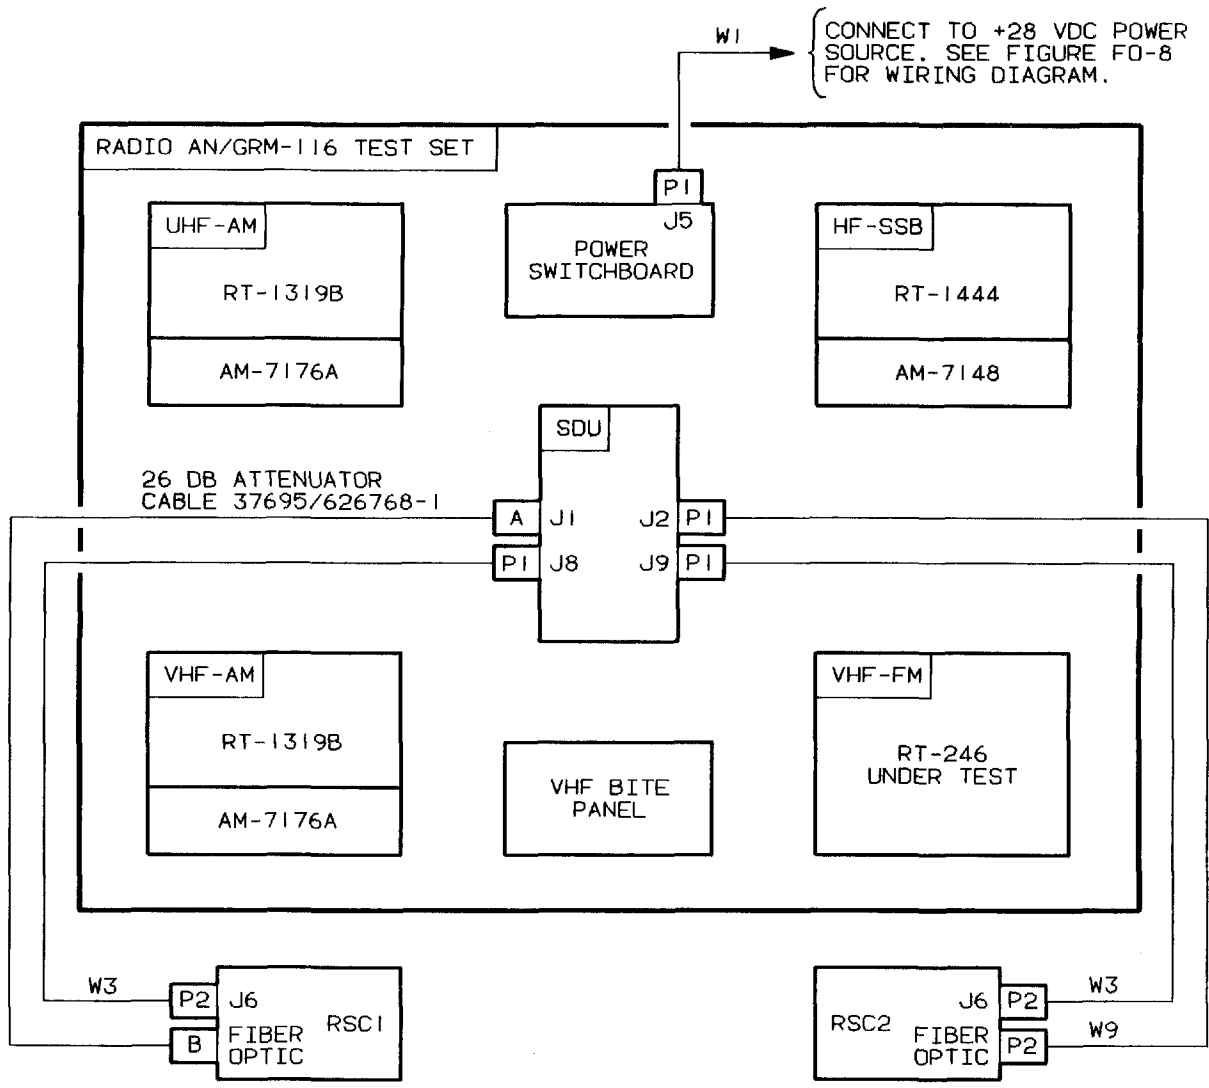 W1
CONNECT TO +28 VDC POWER
SOURCE. SEE FIGURE FO-8
FOR WIRING DIAGRAM.
RADIO AN/GRM-116 TEST SET
P1
J5
POWER
SWITCHBOARD
UHF-AM
RT-1319B
AM-7176A
HF-SSB
RT-1444
AM-7148
SDU
26 DB ATTENUATOR
CABLE 37695/626768-1
A
J1
J2
P1
P1
J8
J9
P1
VHF-AM
RT-1319B
AM-7176A
VHF BITE
PANEL
VHF-FM
RT-246
UNDER TEST
W3
P2
J6
RSC1
B
FIBER
OPTIC
RSC2
J6
P2
W3
FIBER
OPTIC
P2
W9